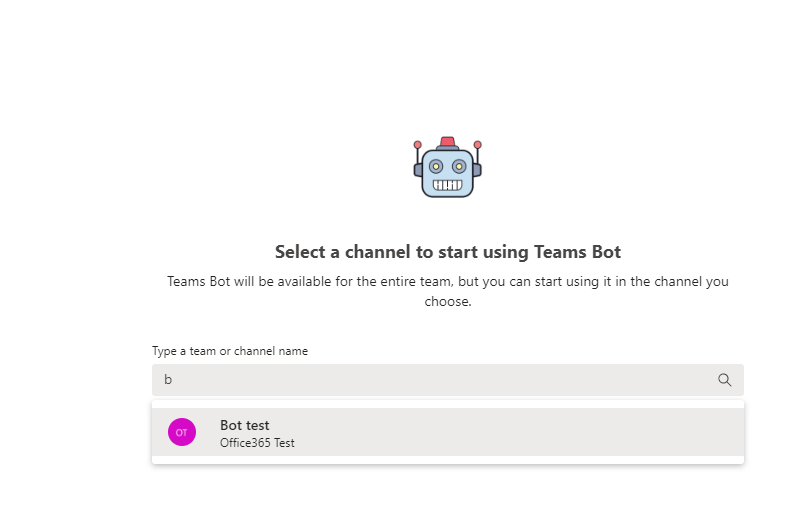 Select a channel to start using Teams Bot
Teams Bot will be available for the entire team, but you can start using it in the channel you
choose.
Type a team or channel name
b
OT
Bot test
Office365 Test